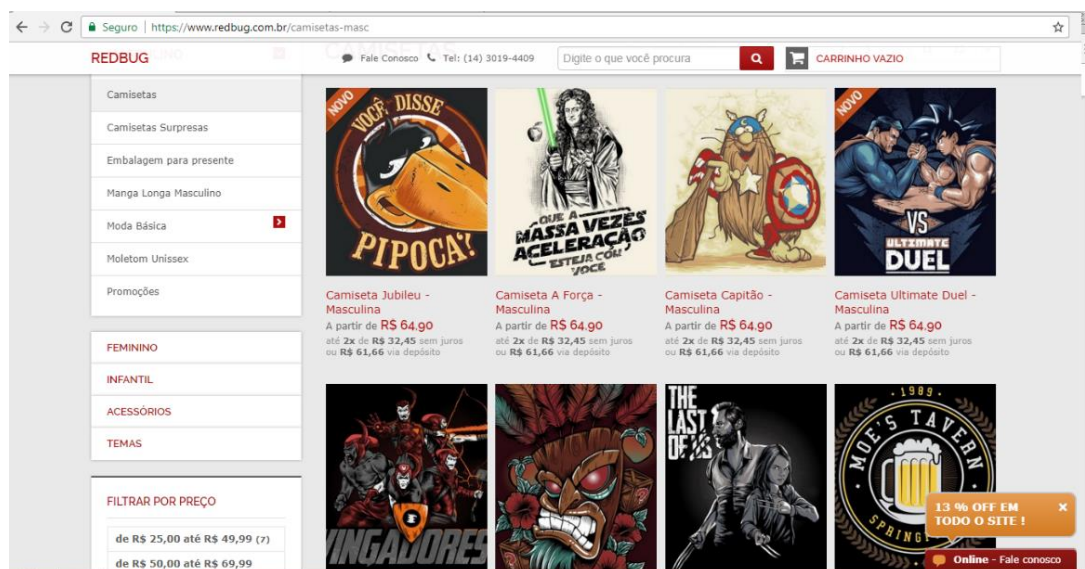 Seguro | https://www.redbug.com.br/camisetas-masc
REDBUG
CAMISETAS
Fale Conosco Tel: (14) 3019-4409
Digite o que você procura
CARRINHO VAZIO
Camisetas
Camisetas Surpresas
Embalagem para presente
Manga Longa Masculino
Moda Básica
Moletom Unissex
Promoções
FEMININO
INFANTIL
ACESSÓRIOS
TEMAS
FILTRAR POR PREÇO
de R$ 25,00 até R$ 49,99 (7)
de R$ 50,00 até R$ 69,99
NOVO
VOCÊ DISSE
PIPOCA?
QUE A
MASSA VEZES
ACELERAÇÃO
ESTEJA COM
VOCÊ
C
NOVO
VS
ULTIMATE
DUEL
Camiseta Jubileu -
Masculina
A partir de R$ 64,90
até 2x de R$ 32,45 sem juros
ou R$ 61,66 via depósito
Camiseta A Força -
Masculina
A partir de R$ 64,90
até 2x de R$ 32,45 sem juros
ou R$ 61,66 via depósito
Camiseta Capitão -
Masculina
A partir de R$ 64,90
até 2x de R$ 32,45 sem juros
ou R$ 61,66 via depósito
Camiseta Ultimate Duel -
Masculina
A partir de R$ 64,90
até 2x de R$ 32,45 sem juros
ou R$ 61,66 via depósito
VINGADORES
THE
LAST
OF US
1989
MOE'S TAVERN
13 % OFF EM
TODO O SITE !
Online - Fale conosco